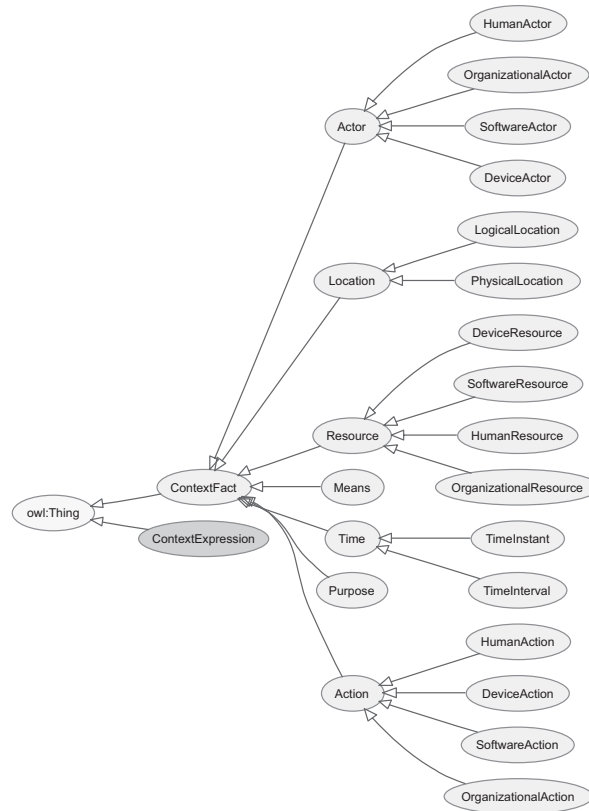 HumanActor
OrganizationalActor
Actor
SoftwareActor
DeviceActor
LogicalLocation
Location
PhysicalLocation
DeviceResource
SoftwareResource
Resource
HumanResource
ContextFact
Means
OrganizationalResource
owl:Thing
ContextExpression
Time
TimeInstant
Purpose
TimeInterval
HumanAction
Action
DeviceAction
SoftwareAction
OrganizationalAction